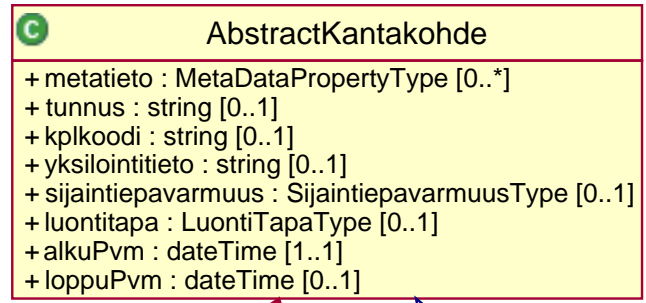 C AbstractKantakohde
+ metatieto : MetaDataPropertyType [0..*]
+ tunnus : string [0..1]
+ kplkoodi : string [0..1]
+ yksilointitieto : string [0..1]
+ sijaintiepavarmuus : SijaintiepavarmuusType [0..1]
+ luontitapa : LuontiTapaType [0..1]
+ alkuPvm : dateTime [1..1]
+ loppuPvm : dateTime [0..1]